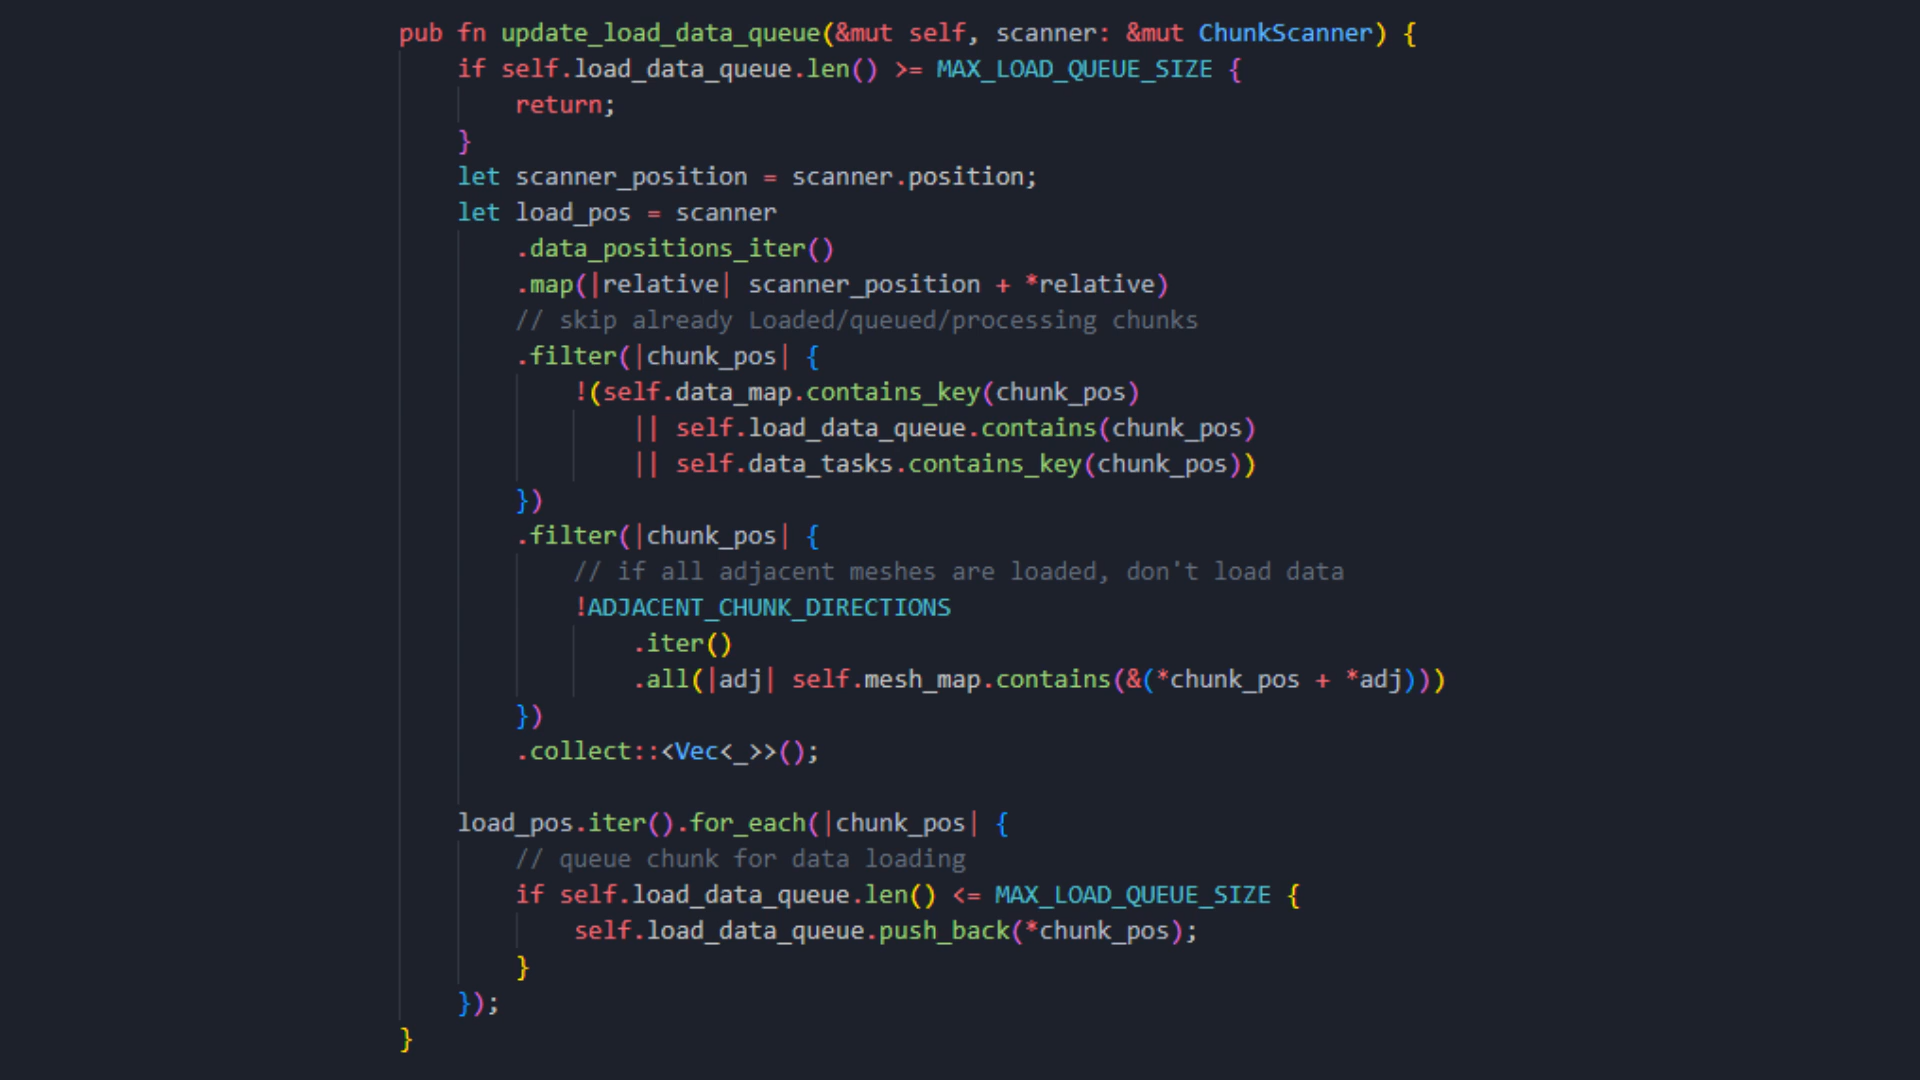 pub fn update_load_data_queue(&mut self, scanner: &mut ChunkScanner) {
    if self.load_data_queue.len() >= MAX_LOAD_QUEUE_SIZE {
        return;
    }
    let scanner_position = scanner.position;
    let load_pos = scanner
        .data_positions_iter()
        .map(|relative| scanner_position + *relative)
        // skip already Loaded/queued/processing chunks
        .filter(|chunk_pos| {
            !(self.data_map.contains_key(chunk_pos)
                || self.load_data_queue.contains(chunk_pos)
                || self.data_tasks.contains_key(chunk_pos))
        })
        .filter(|chunk_pos| {
            // if all adjacent meshes are loaded, don't load data
            !ADJACENT_CHUNK_DIRECTIONS
                .iter()
                .all(|adj| self.mesh_map.contains(&(*chunk_pos + *adj)))
        })
        .collect::<Vec<_>>();

    load_pos.iter().for_each(|chunk_pos| {
        // queue chunk for data loading
        if self.load_data_queue.len() <= MAX_LOAD_QUEUE_SIZE {
            self.load_data_queue.push_back(*chunk_pos);
        }
    });
}